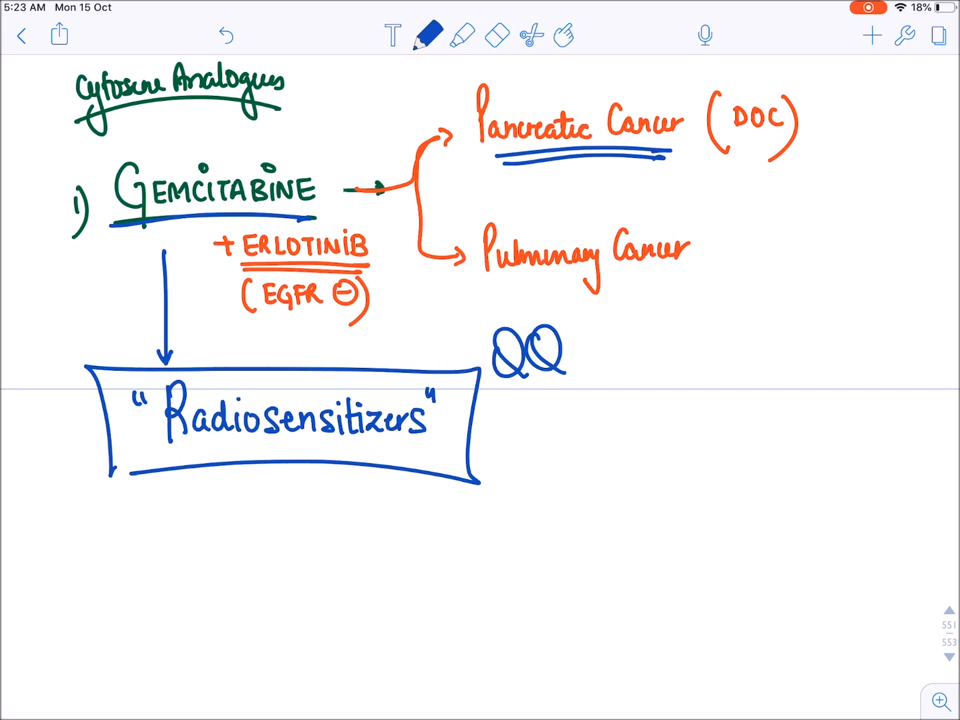 5:23 AM Mon 15 Oct
18%
T
Cytosine Analogues
1) GEMCITABINE
Pancreatic Cancer (DOC)
+ ERLOTINIB
(EGFR ⊖)
Pulmunary Cancer
QQ
"Radiosensitizers"
551
553